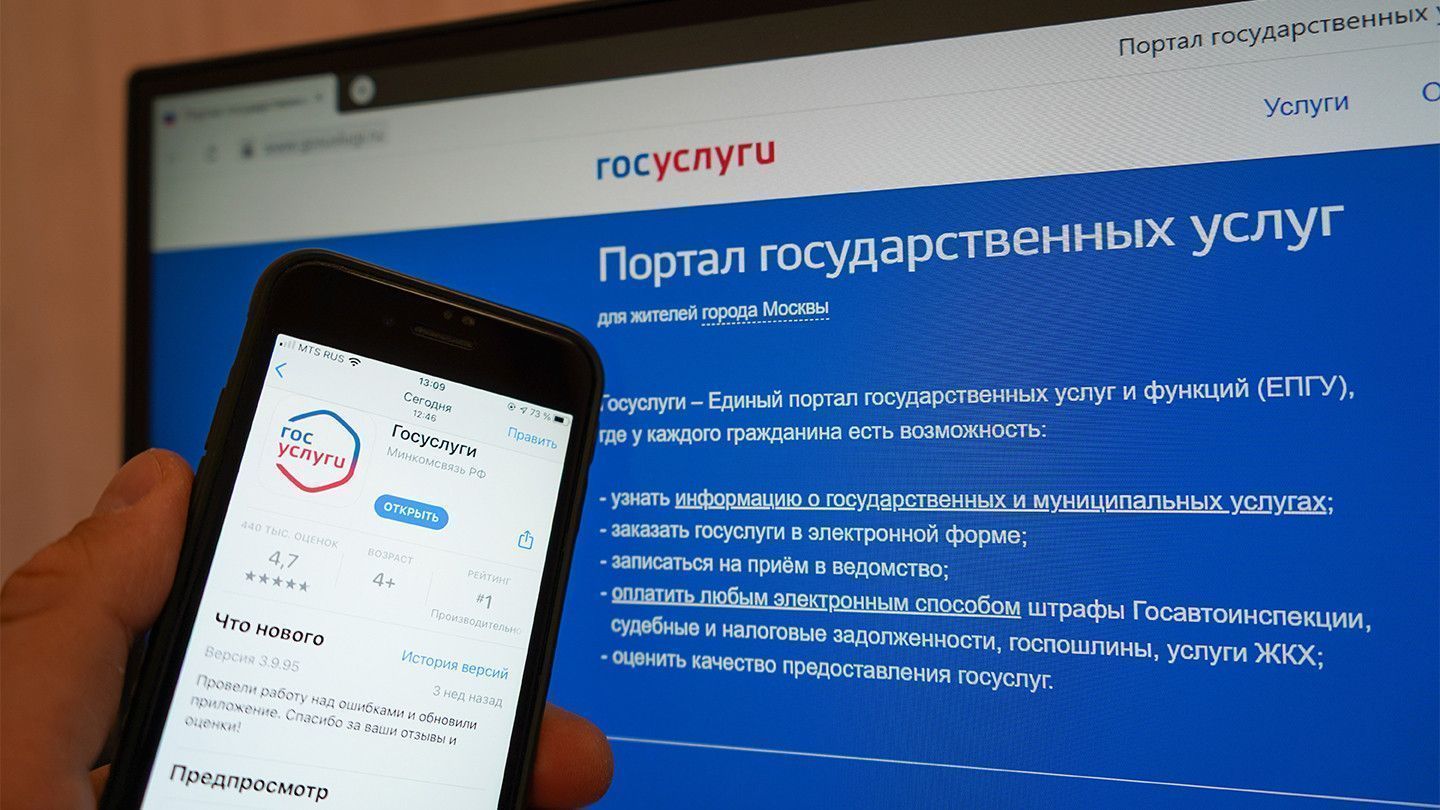 Портал государственных
Услуги
госуслуги
Портал государственных услуг
для жителей города Москвы
Госуслуги – Единый портал государственных услуг и функций (ЕПГУ),
где у каждого гражданина есть возможность:
- узнать информацию о государственных и муниципальных услугах;
- заказать госуслуги в электронной форме;
- записаться на приём в ведомство;
- оплатить любым электронным способом штрафы Госавтоинспекции,
судебные и налоговые задолженности, госпошлины, услуги ЖКХ;
- оценить качество предоставления госуслуг.
MTS RUS
13:09
73 %
Сегодня
12:46
Править
гос
услуги
Госуслуги
Минкомсвязь РФ
ОТКРЫТЬ
440 ТЫС. ОЦЕНОК
4,7
★★★★★
ВОЗРАСТ
4+
РЕЙТИНГ
#1
Производительно
Что нового
История версий
Версия 3.9.95
3 нед назад
Провели работу над ошибками и обновили
приложение. Спасибо за ваши отзывы и
оценки!
Предпросмотр